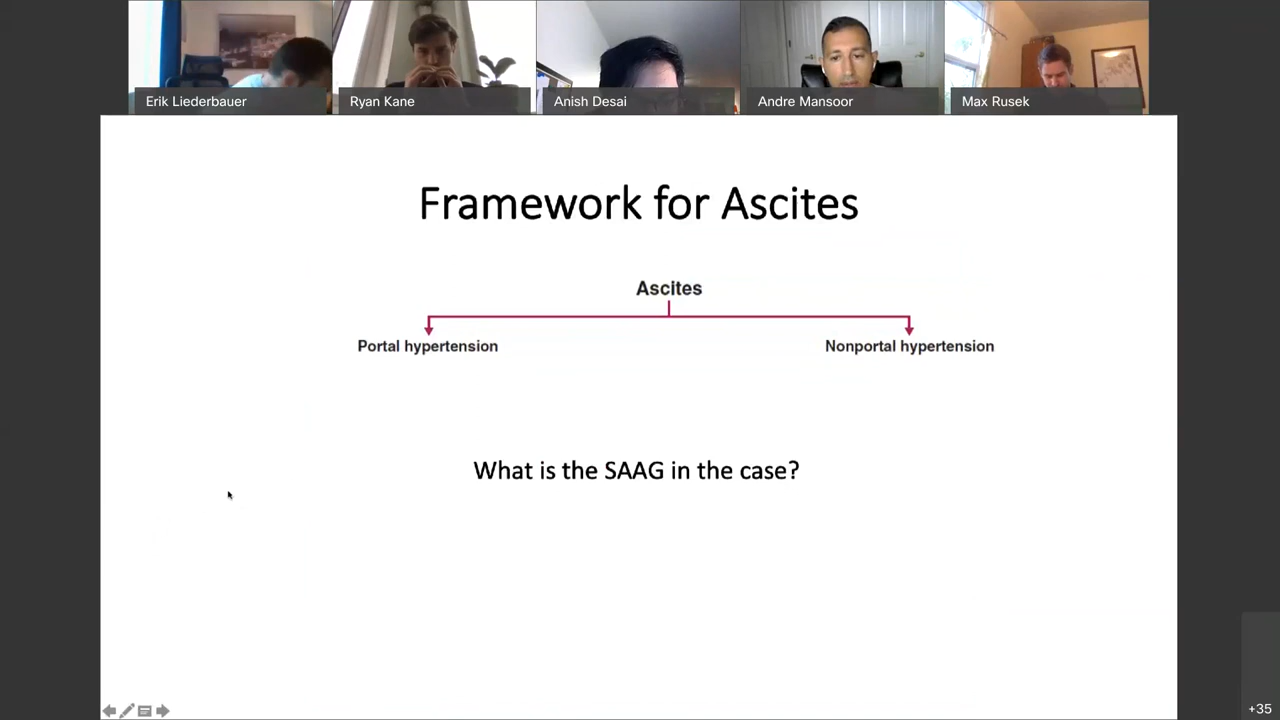 Erik Liederbauer
Ryan Kane
Anish Desai
Andre Mansoor
Max Rusek
Framework for Ascites
Ascites
Portal hypertension
Nonportal hypertension
What is the SAAG in the case?
+35